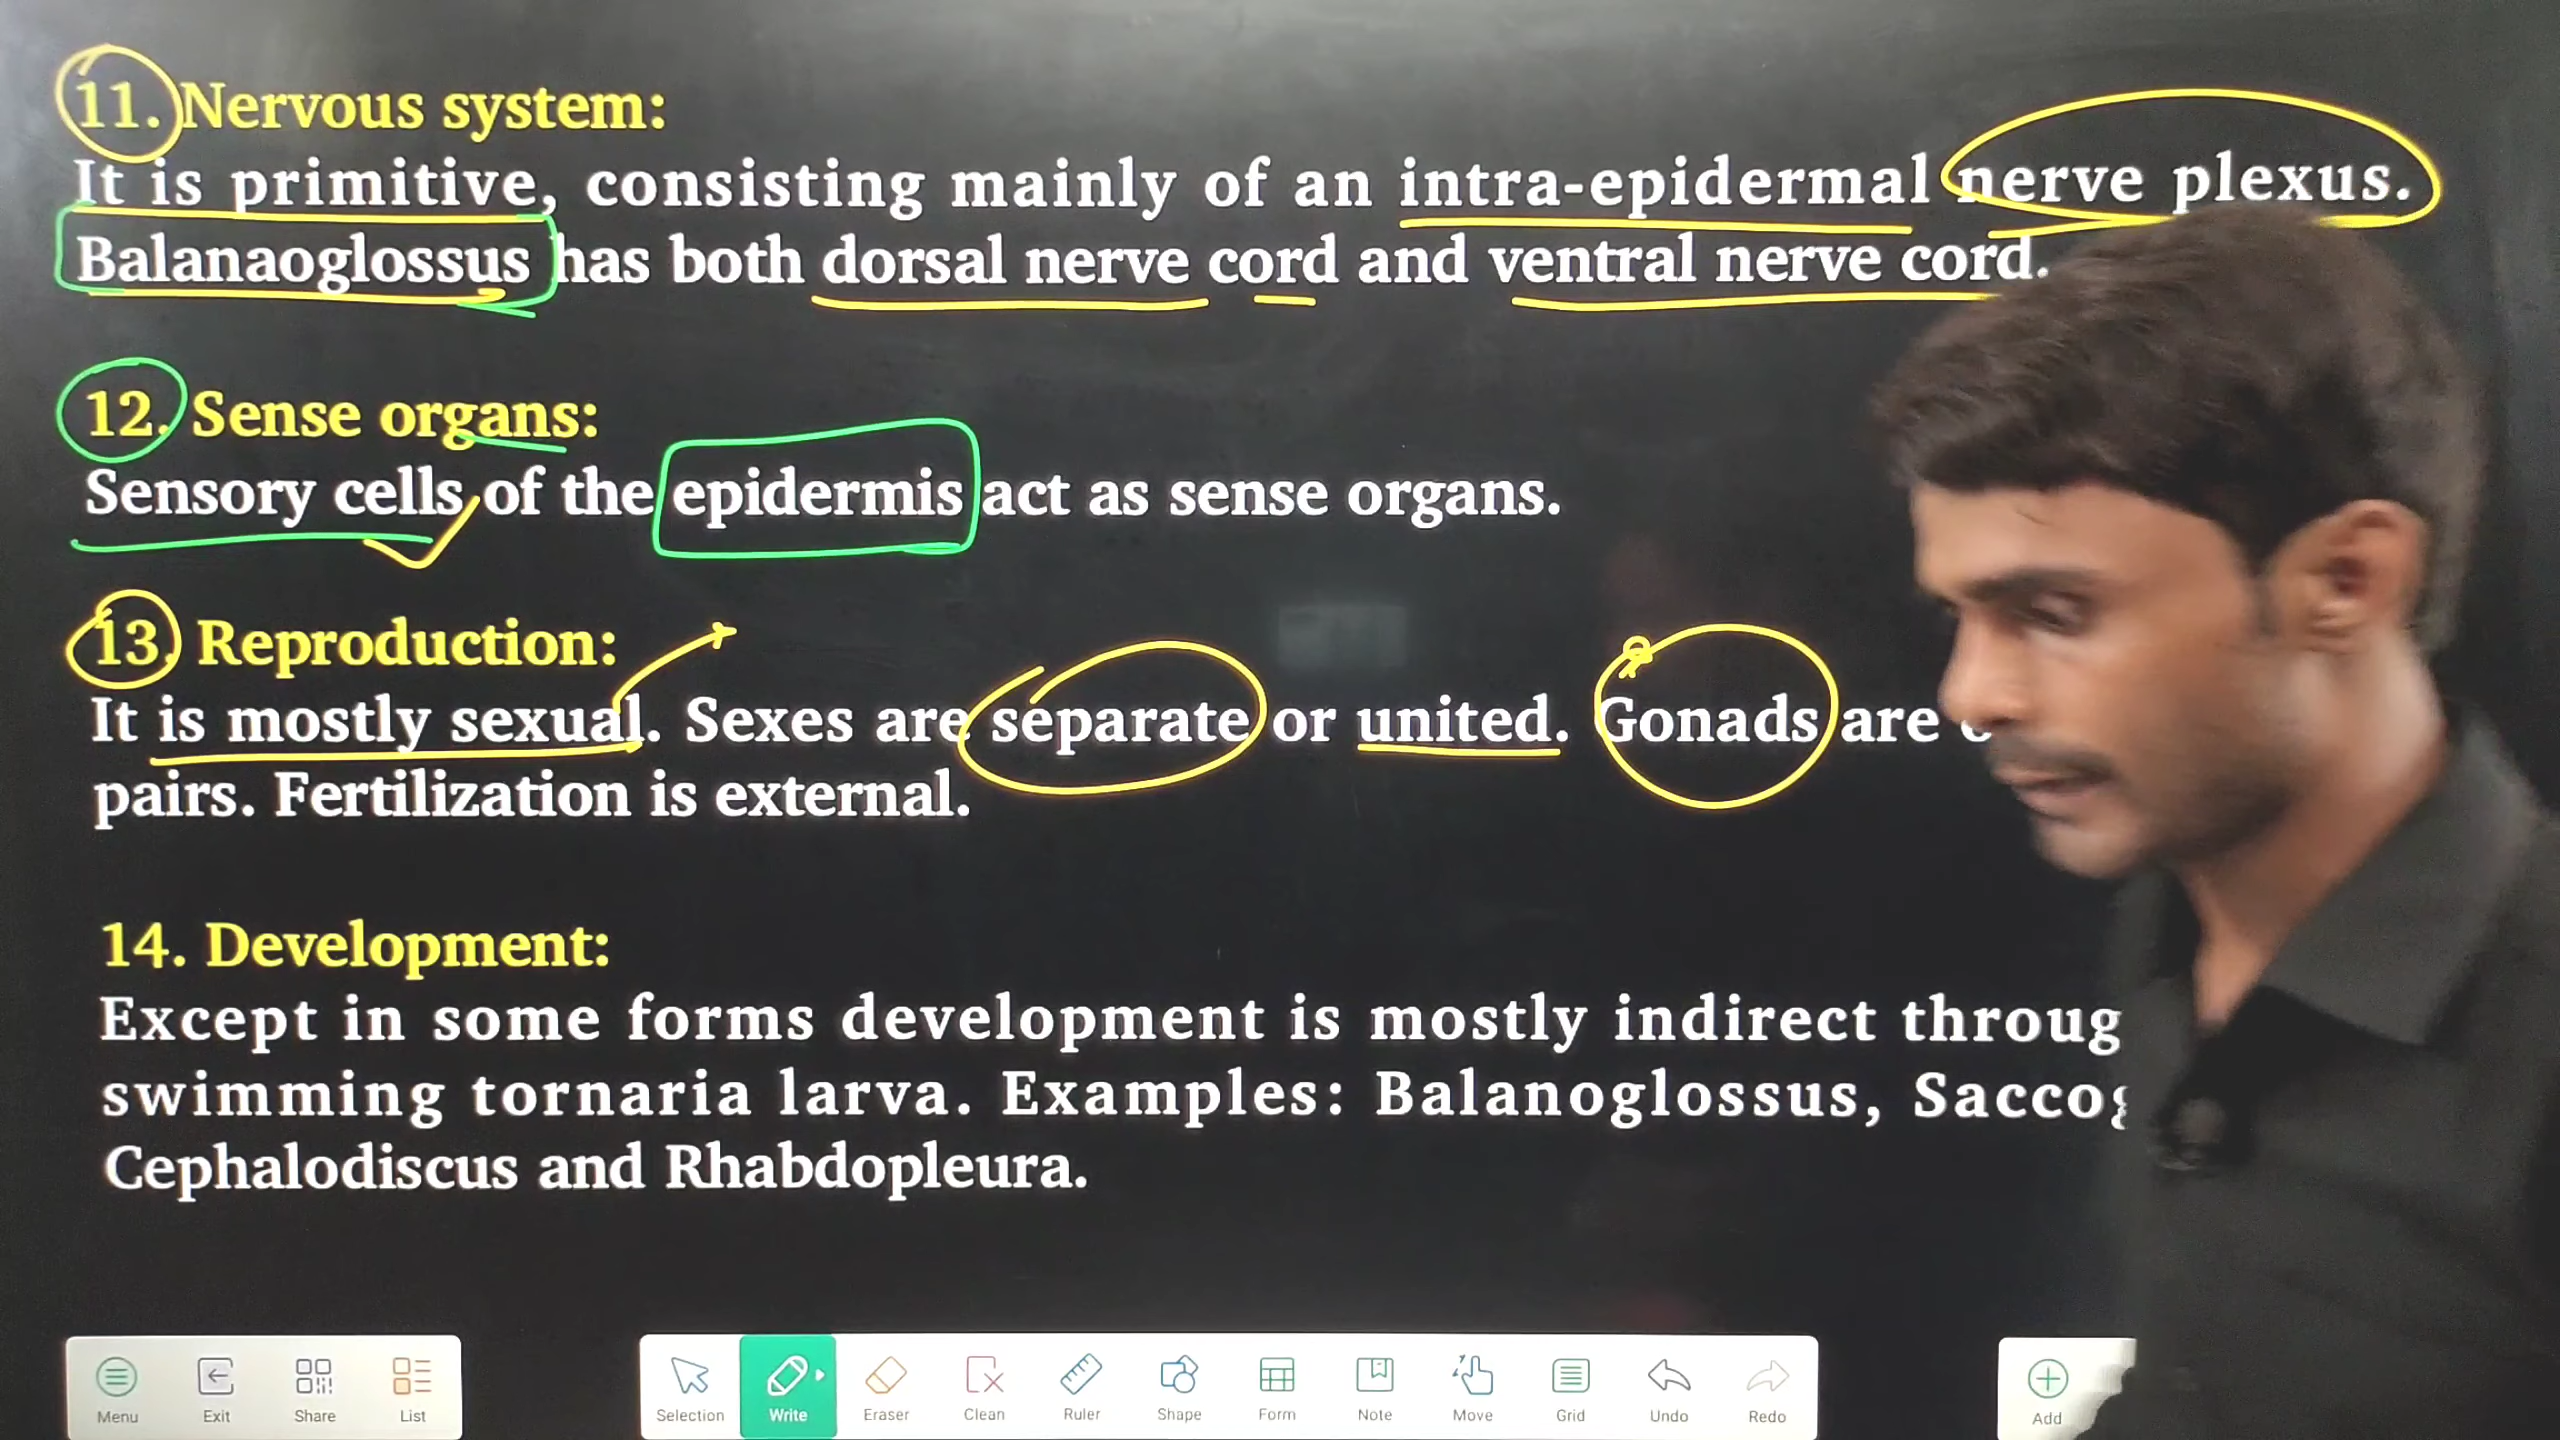 11. Nervous system:
It is primitive, consisting mainly of an intra-epidermal nerve plexus.
Balanaoglossus has both dorsal nerve cord and ventral nerve cord.
12. Sense organs:
Sensory cells of the epidermis act as sense organs.
13. Reproduction:
It is mostly sexual. Sexes are separate or united. Gonads are
pairs. Fertilization is external.
14. Development:
Except in some forms development is mostly indirect throug
swimming tornaria larva. Examples: Balanoglossus, Saccog
Cephalodiscus and Rhabdopleura.
Menu Exit Share List Selection Write Eraser Clean Ruler Shape Form Note Move Grid Undo Redo Add